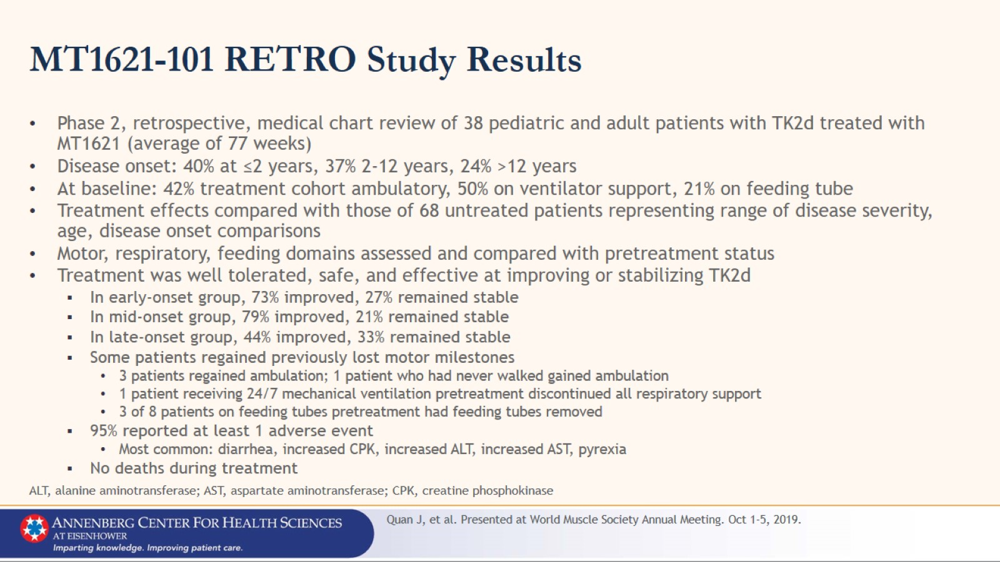 MT1621-101 RETRO Study Results
• Phase 2, retrospective, medical chart review of 38 pediatric and adult patients with TK2d treated with
MT1621 (average of 77 weeks)
• Disease onset: 40% at ≤2 years, 37% 2-12 years, 24% >12 years
• At baseline: 42% treatment cohort ambulatory, 50% on ventilator support, 21% on feeding tube
• Treatment effects compared with those of 68 untreated patients representing range of disease severity,
age, disease onset comparisons
• Motor, respiratory, feeding domains assessed and compared with pretreatment status
• Treatment was well tolerated, safe, and effective at improving or stabilizing TK2d
▪ In early-onset group, 73% improved, 27% remained stable
▪ In mid-onset group, 79% improved, 21% remained stable
▪ In late-onset group, 44% improved, 33% remained stable
▪ Some patients regained previously lost motor milestones
• 3 patients regained ambulation; 1 patient who had never walked gained ambulation
• 1 patient receiving 24/7 mechanical ventilation pretreatment discontinued all respiratory support
• 3 of 8 patients on feeding tubes pretreatment had feeding tubes removed
▪ 95% reported at least 1 adverse event
• Most common: diarrhea, increased CPK, increased ALT, increased AST, pyrexia
▪ No deaths during treatment
ALT, alanine aminotransferase; AST, aspartate aminotransferase; CPK, creatine phosphokinase
ANNENBERG CENTER FOR HEALTH SCIENCES
AT EISENHOWER
Imparting knowledge. Improving patient care.
Quan J, et al. Presented at World Muscle Society Annual Meeting. Oct 1-5, 2019.